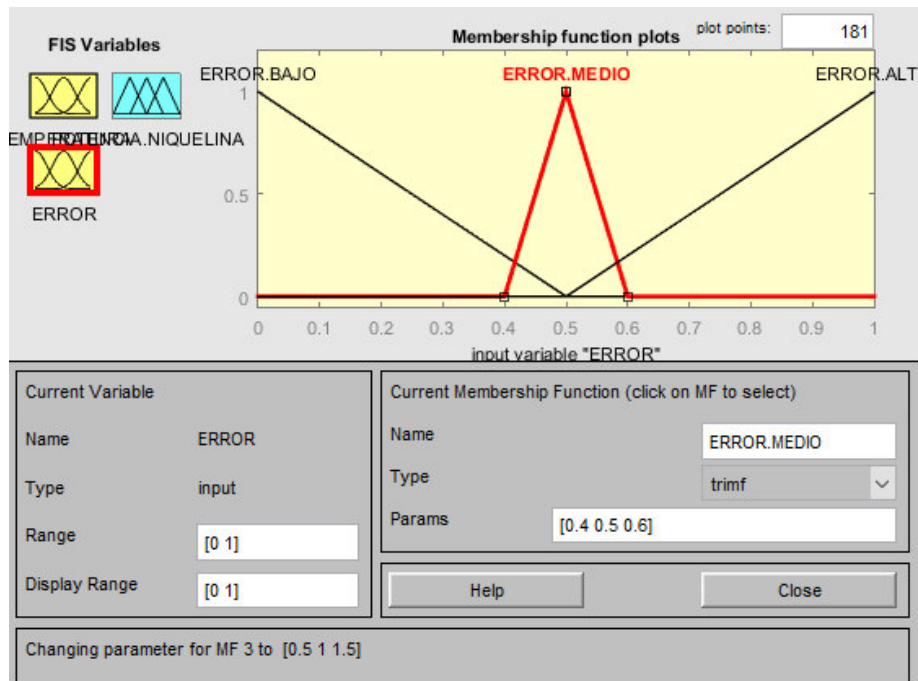 FIS Variables
Membership function plots
plot points:
181
ERROR.BAJO
ERROR.MEDIO
ERROR.ALT
1
0.5
0
NIQUELINA
ERROR
0 0.1 0.2 0.3 0.4 0.5 0.6 0.7 0.8 0.9 1
input variable "ERROR"
Current Variable
Name ERROR
Type input
Range [0 1]
Display Range [0 1]
Current Membership Function (click on MF to select)
Name ERROR.MEDIO
Type trimf
Params [0.4 0.5 0.6]
Help Close
Changing parameter for MF 3 to [0.5 1 1.5]